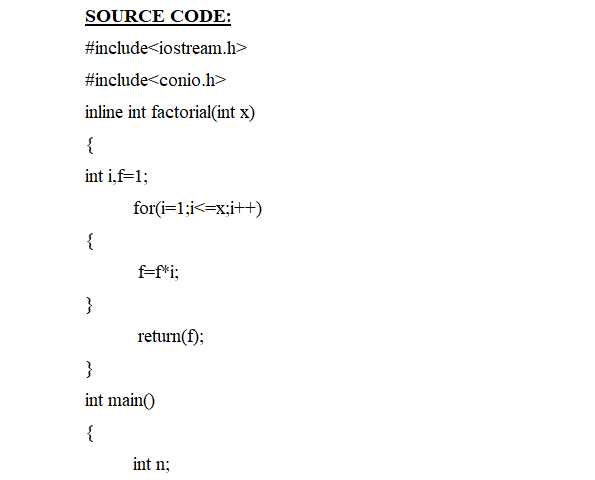 SOURCE CODE:
#include<iostream.h>
#include<conio.h>
inline int factorial(int x)
{
int i,f=1;
for(i=1;i<=x;i++)
{
f=f*i;
}
return(f);
}
int main()
{
int n;